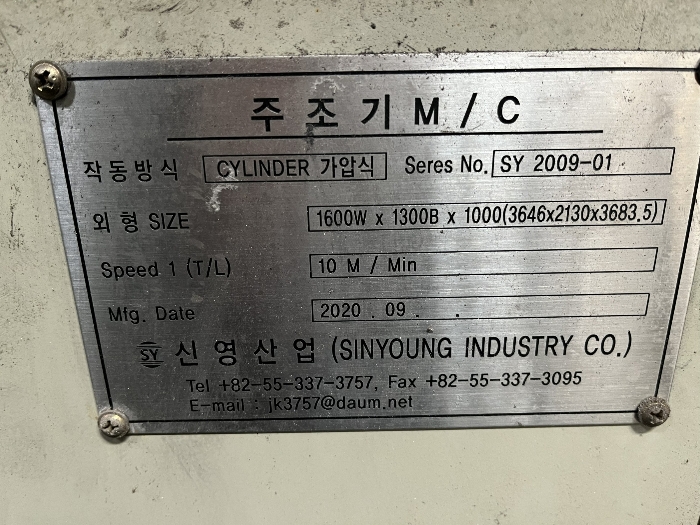 주조기 M/C
작동방식 CYLINDER 가압식 Seres No. SY 2009-01
외형 SIZE 1600W x 1300B x 1000(3646x2130x3683.5)
Speed 1 (T/L) 10 M / Min
Mfg. Date 2020 . 09 . .
SY 신영산업 (SINYOUNG INDUSTRY CO.)
Tel +82-55-337-3757, Fax +82-55-337-3095
E-mail : jk3757@daum.net